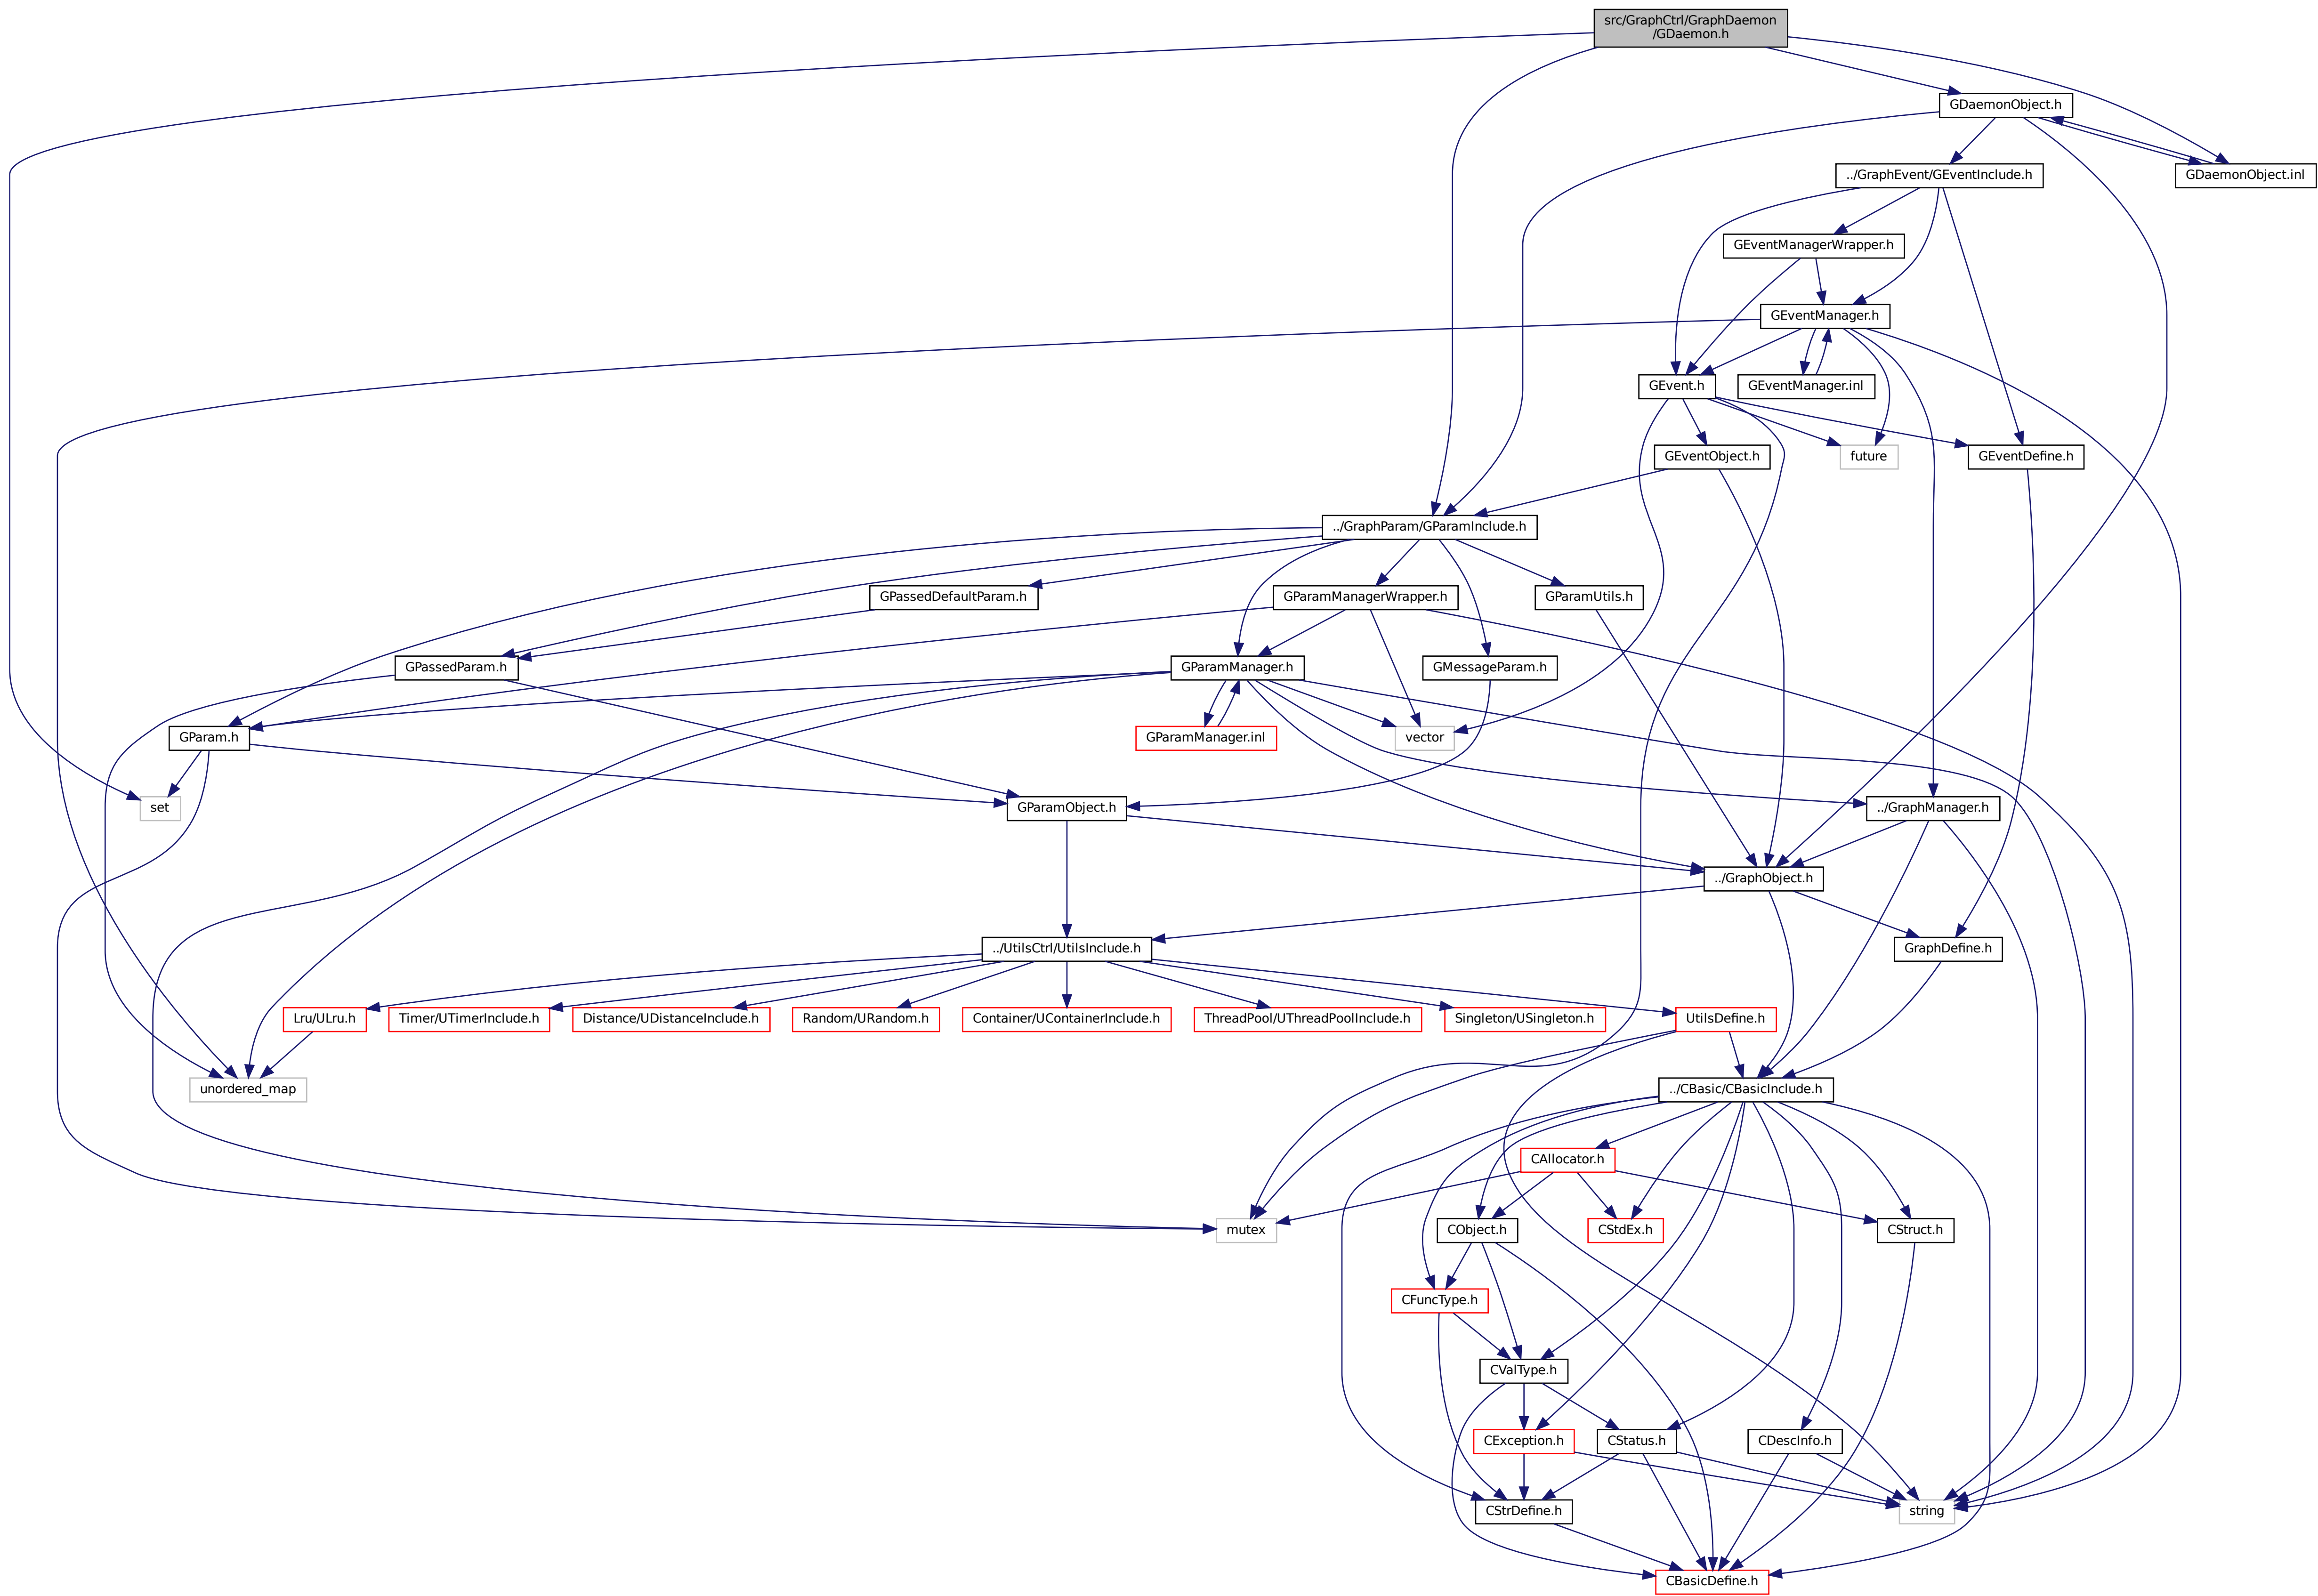 src/GraphCtrl/GraphDaemon
/GDaemon.h
GDaemonObject.h
../GraphEvent/GEventInclude.h
GDaemonObject.inl
GEventManagerWrapper.h
GEventManager.h
GEvent.h
GEventManager.inl
GEventObject.h
future
GEventDefine.h
../GraphParam/GParamInclude.h
GPassedDefaultParam.h
GParamManagerWrapper.h
GParamUtils.h
GPassedParam.h
GParamManager.h
GMessageParam.h
GParam.h
GParamManager.inl
vector
set
GParamObject.h
../GraphManager.h
../GraphObject.h
../UtilsCtrl/UtilsInclude.h
GraphDefine.h
Lru/ULru.h
Timer/UTimerInclude.h
Distance/UDistanceInclude.h
Random/URandom.h
Container/UContainerInclude.h
ThreadPool/UThreadPoolInclude.h
Singleton/USingleton.h
UtilsDefine.h
unordered_map
../CBasic/CBasicInclude.h
CAllocator.h
mutex
CObject.h
CStdEx.h
CStruct.h
CFuncType.h
CValType.h
CException.h
CStatus.h
CDescInfo.h
CStrDefine.h
string
CBasicDefine.h